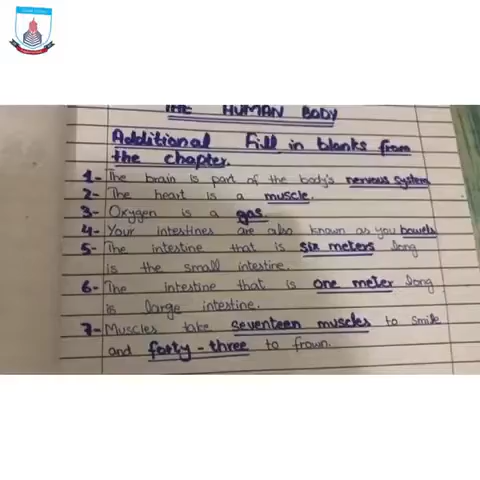 THE HUMAN BODY
Additional Fill in blanks from
the chapter.
1- The brain is part of the body's nervous system
2- The heart is a muscle.
3- Oxygen is a gas.
4- Your intestines are also known as you bowels
5- The intestine that is six meters long
is the small intestine.
6- The intestine that is one meter long
is large intestine.
7- Muscles take seventeen muscles to smile
and forty-three to frown.